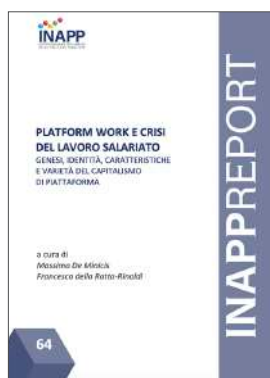 INAPP
PLATFORM WORK E CRISI
DEL LAVORO SALARIATO
GENESI, IDENTITÀ, CARATTERISTICHE
E VARIETÀ DEL CAPITALISMO
DI PIATTAFORMA
a cura di
Massimo De Minicis
Francesca della Ratta-Rinaldi
64
INAPPREPORT